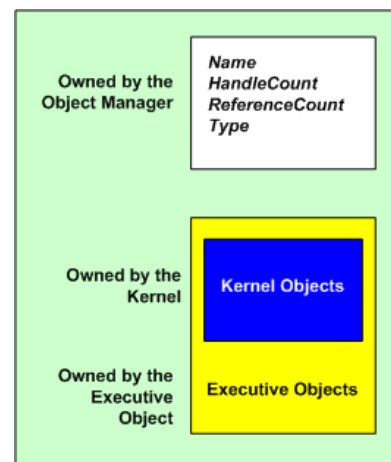 Owned by the
Object Manager
Name
HandleCount
ReferenceCount
Type
Owned by the
Kernel
Kernel Objects
Owned by the
Executive
Object
Executive Objects